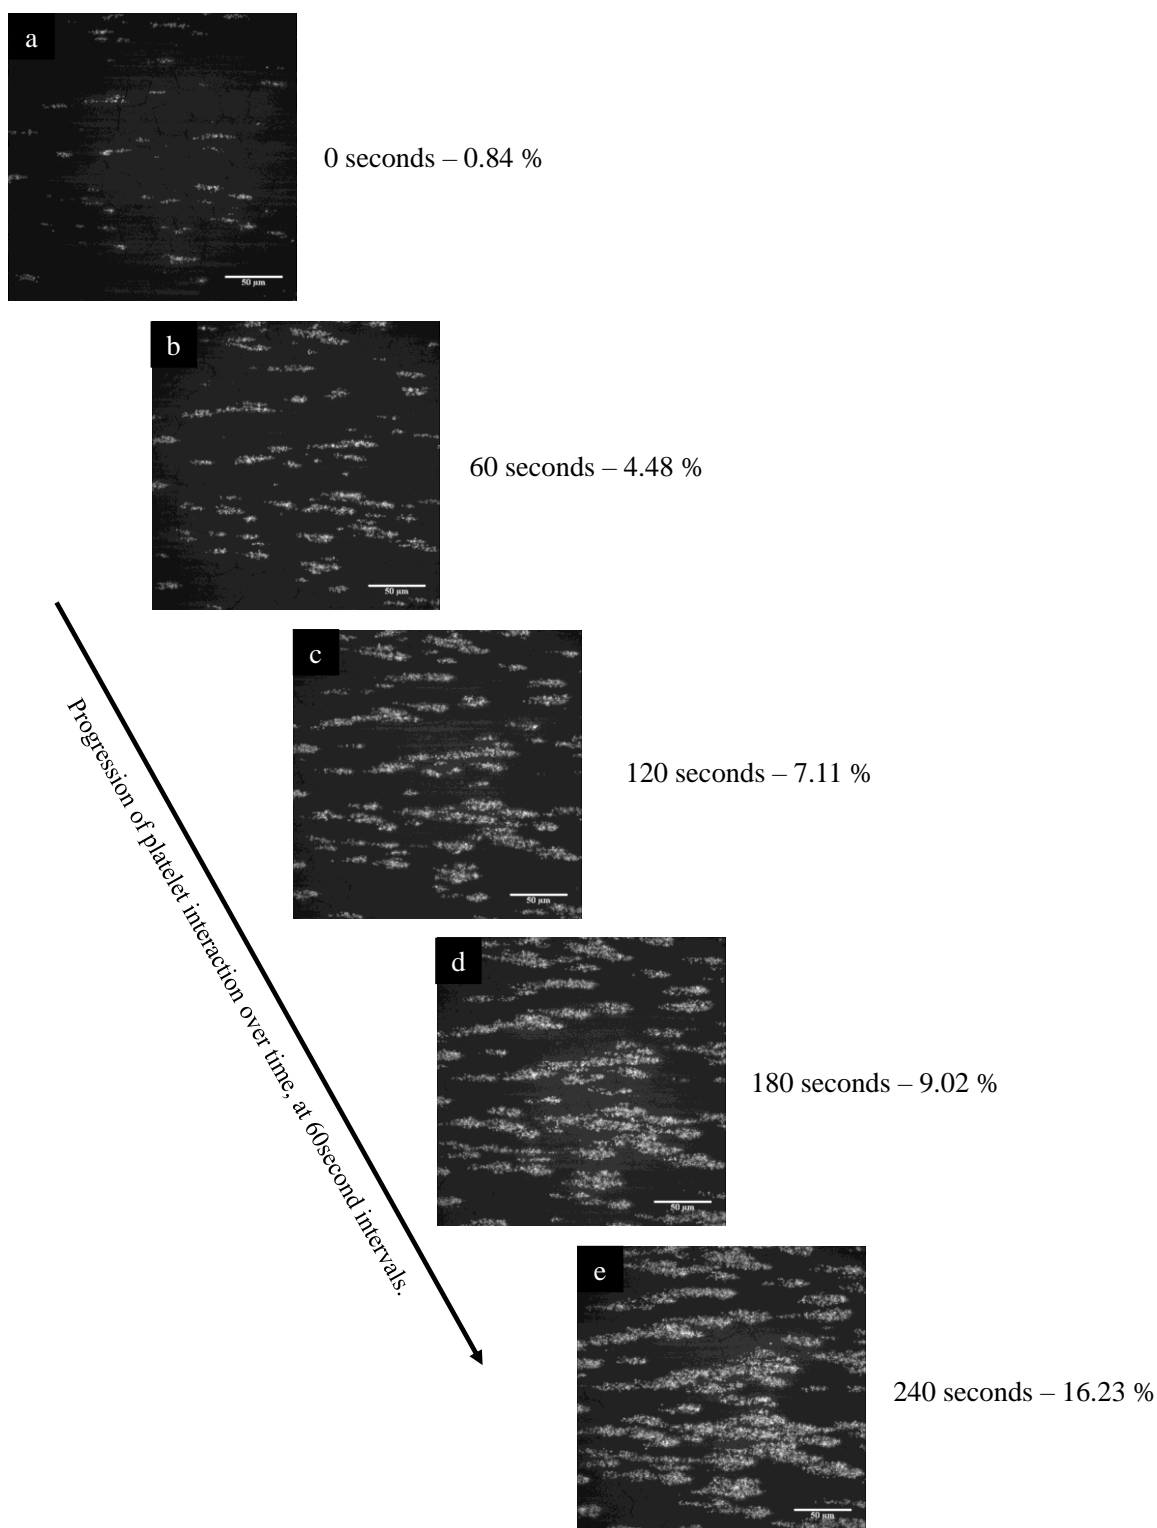 a
0 seconds – 0.84 %
50 µm
b
60 seconds – 4.48 %
50 µm
c
120 seconds – 7.11 %
50 µm
d
180 seconds – 9.02 %
50 µm
e
240 seconds – 16.23 %
50 µm
Progression of platelet interaction over time, at 60second intervals.